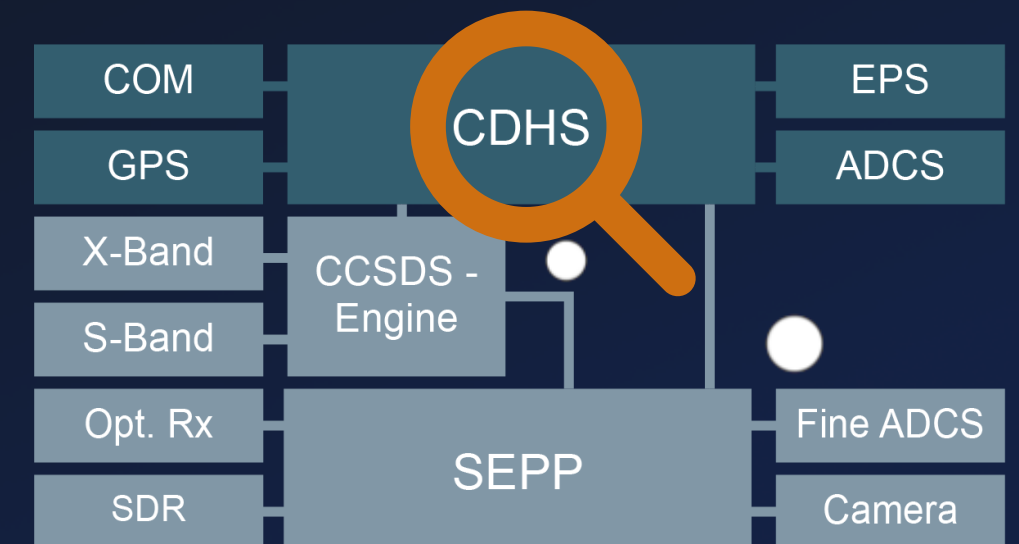 COM
CDHS
EPS
GPS
ADCS
X-Band
CCSDS -
Engine
S-Band
Opt. Rx
SEPP
Fine ADCS
SDR
Camera